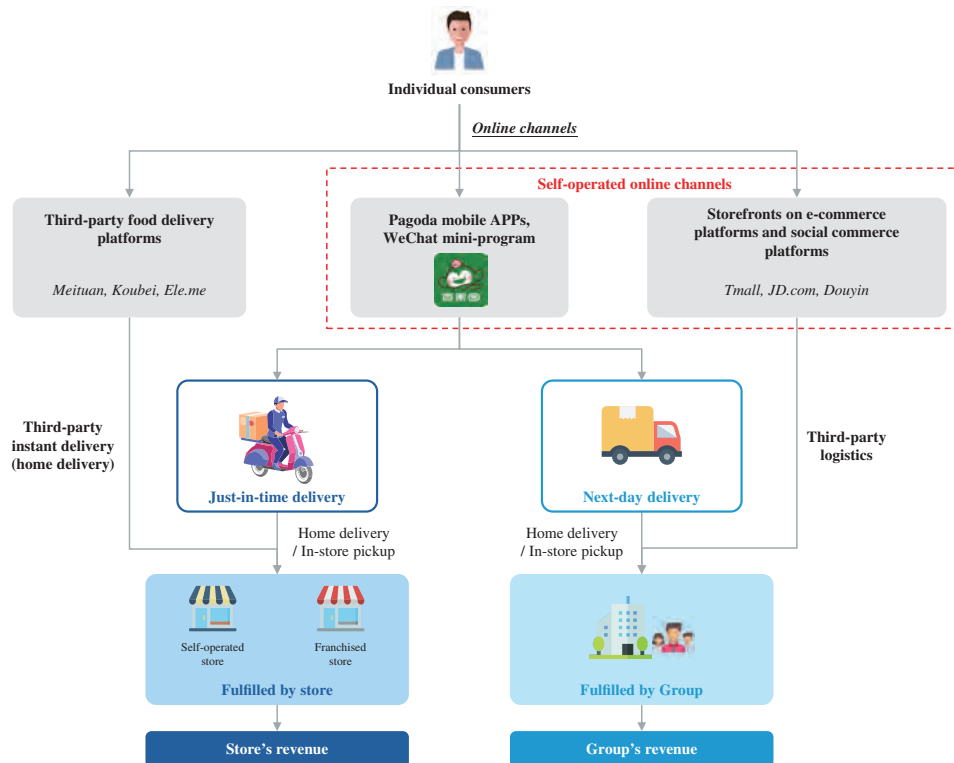 Individual consumers
Online channels
Self-operated online channels
Third-party food delivery
platforms
Meituan, Koubei, Ele.me
Pagoda mobile APPs,
WeChat mini-program
百果园
Storefronts on e-commerce
platforms and social commerce
platforms
Tmall, JD.com, Douyin
Third-party
instant delivery
(home delivery)
Just-in-time delivery
Next-day delivery
Third-party
logistics
Home delivery
/ In-store pickup
Home delivery
/ In-store pickup
Self-operated
store
Franchised
store
Fulfilled by store
Fulfilled by Group
Store's revenue
Group's revenue